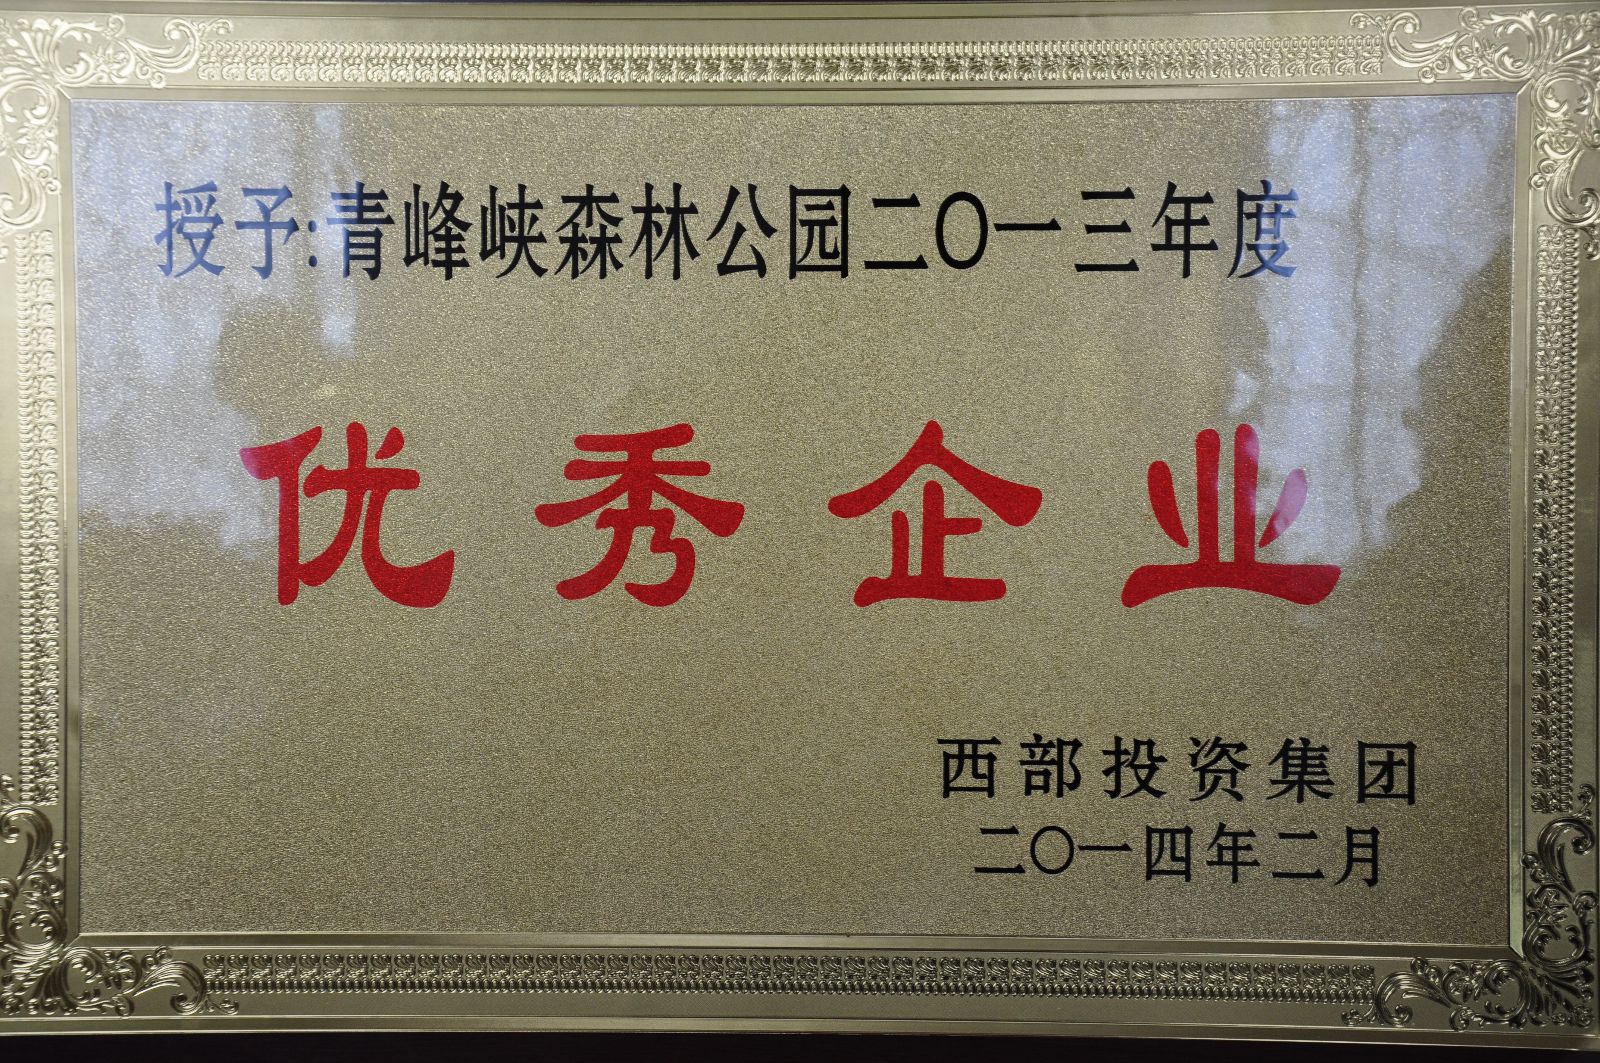 授予:青峰峡森林公园二〇一三年度
优秀企业
西部投资集团
二〇一四年二月